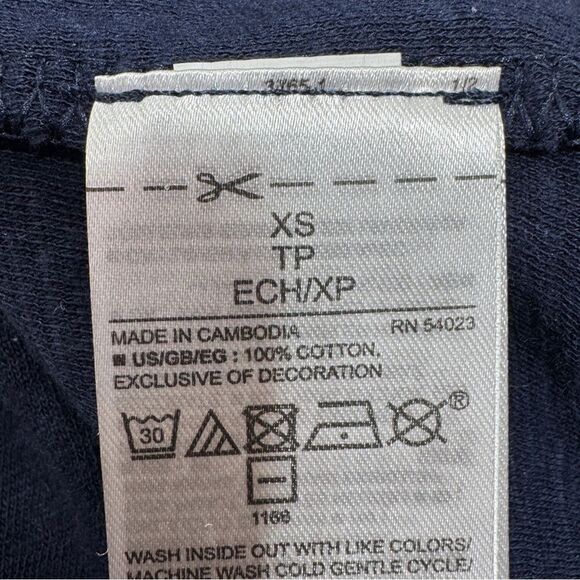 3765.1 1/2
XS
TP
ECH/XP
MADE IN CAMBODIA RN 54023
■ US/GB/EG : 100% COTTON,
EXCLUSIVE OF DECORATION
30
®
1166
WASH INSIDE OUT WITH LIKE COLORS/
MACHINE WASH COLD GENTLE CYCLE/